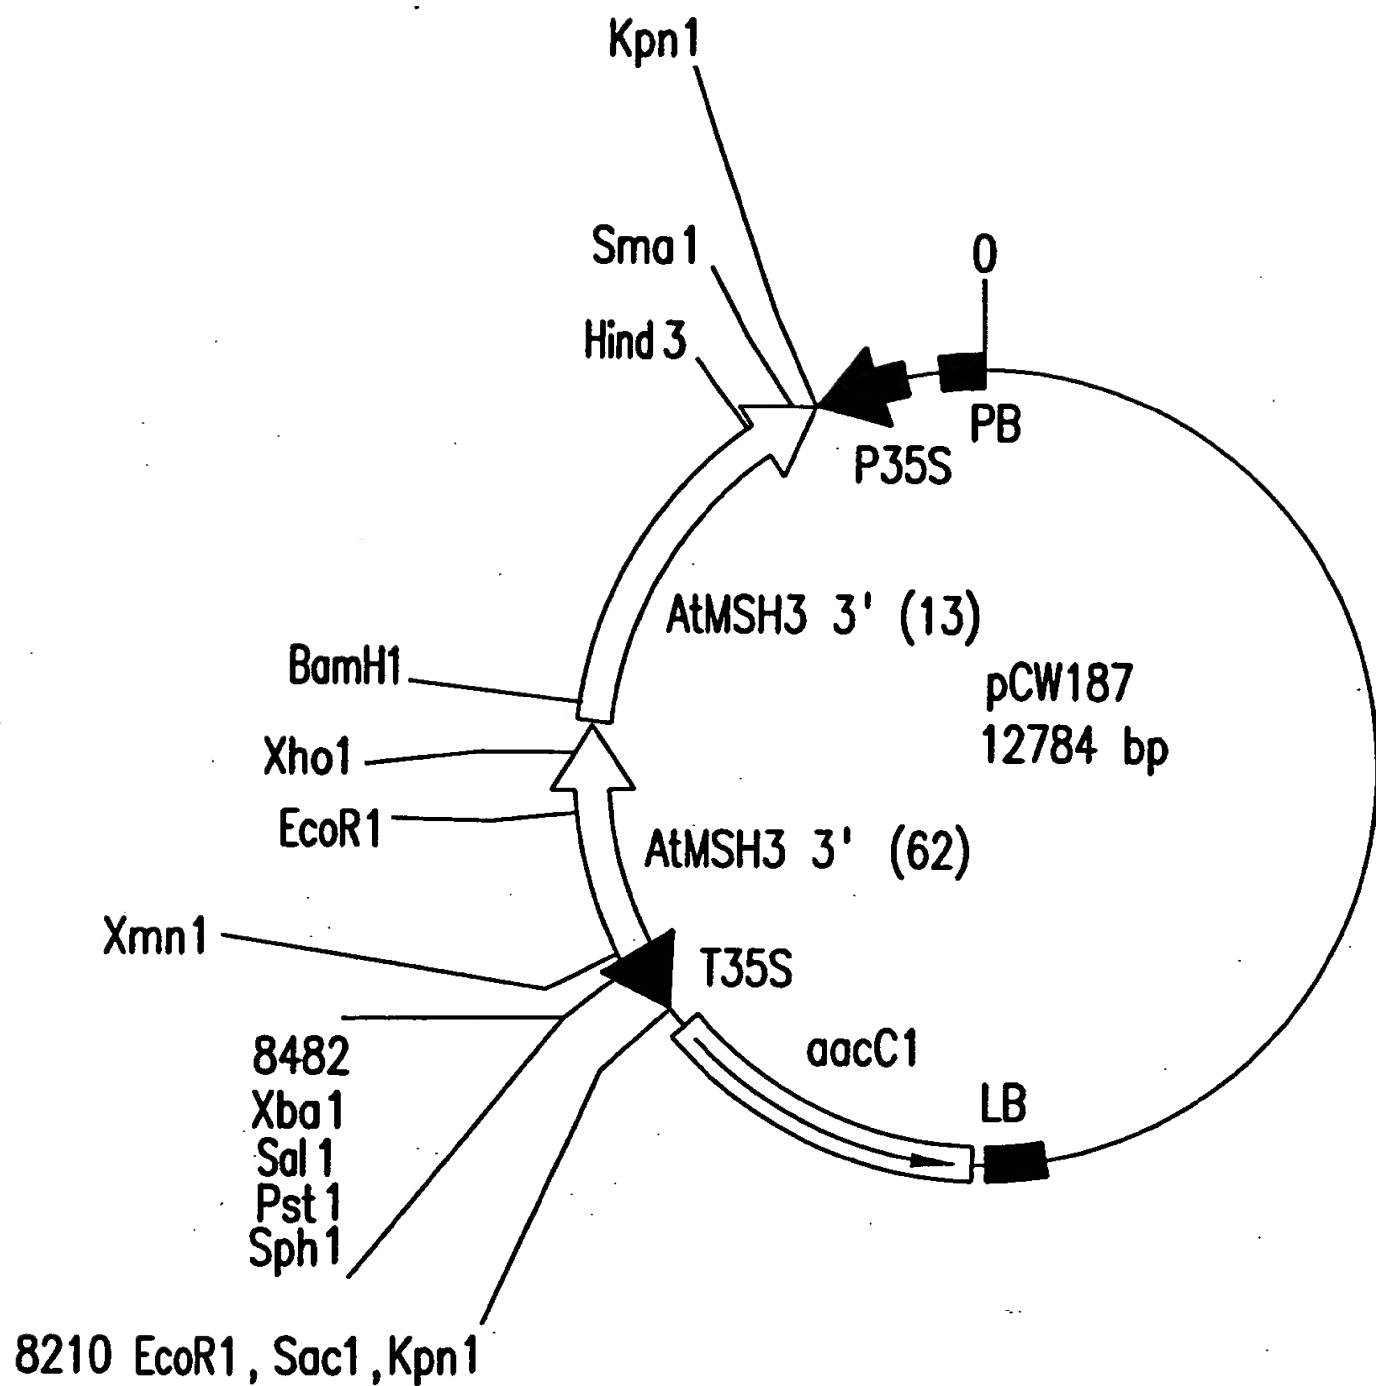 Kpn1
Sma1
0
Hind 3
PB
P35S
AtMSH3 3' (13)
BamH1
pCW187
12784 bp
Xho1
EcoR1
AtMSH3 3' (62)
Xmn1
T35S
8482
aacC1
Xba1
LB
Sal1
Pst1
Sph1
8210 EcoR1, Sac1, Kpn1